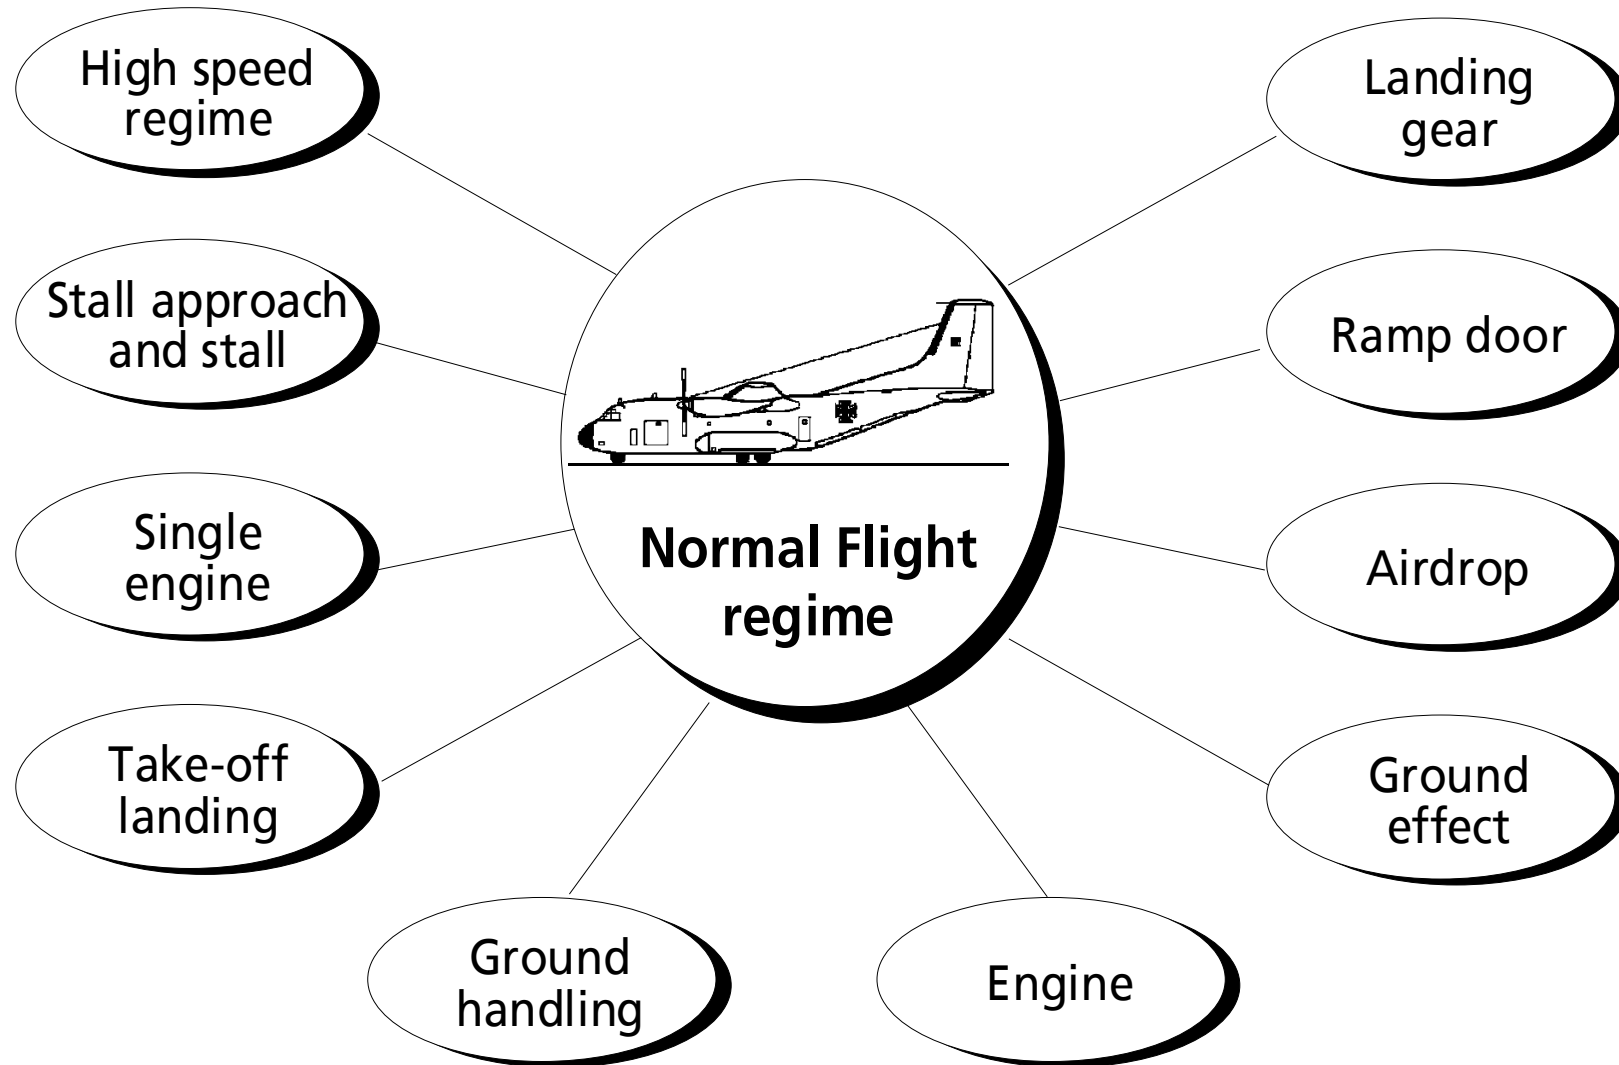 High speed
regime
Landing
gear
Stall approach
and stall
Ramp door
Single
engine
Normal Flight
regime
Airdrop
Take-off
landing
Ground
effect
Ground
handling
Engine